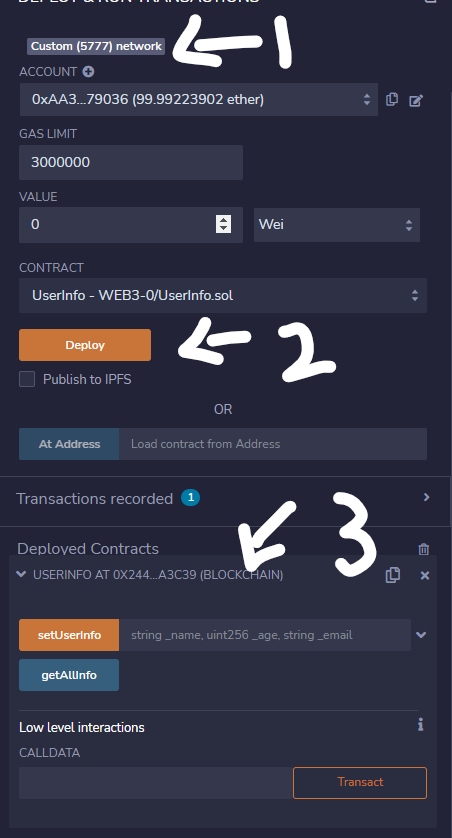 DEPLOY & RUN TRANSACTIONS
Custom (5777) network
1
ACCOUNT
0xAA3...79036 (99.99223902 ether)
GAS LIMIT
3000000
VALUE
0
Wei
CONTRACT
UserInfo - WEB3-0/UserInfo.sol
Deploy
2
Publish to IPFS
OR
At Address
Load contract from Address
Transactions recorded 1
3
Deployed Contracts
USERINFO AT 0X244...A3C39 (BLOCKCHAIN)
setUserInfo
string _name, uint256 _age, string _email
getAllInfo
Low level interactions
i
CALLDATA
Transact